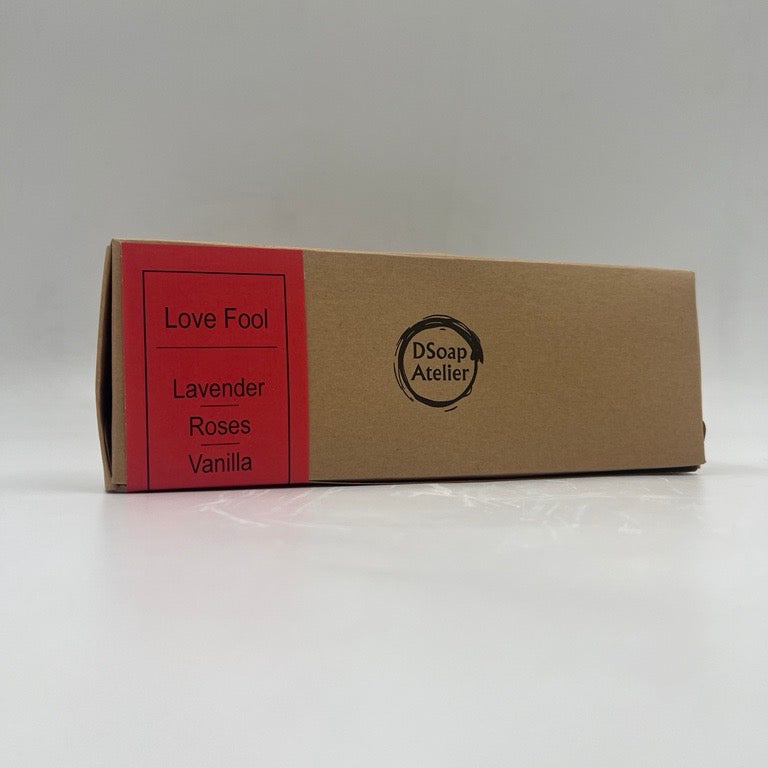 Love Fool
Lavender
Roses
Vanilla
DSoap
Atelier